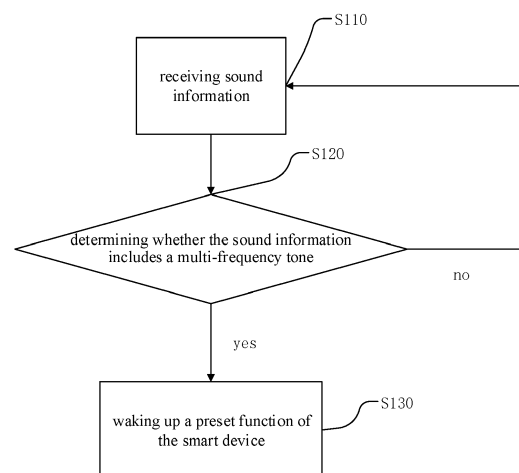 S110
receiving sound
information
S120
determining whether the sound information
includes a multi-frequency tone
no
yes
waking up a preset function of
the smart device
S130